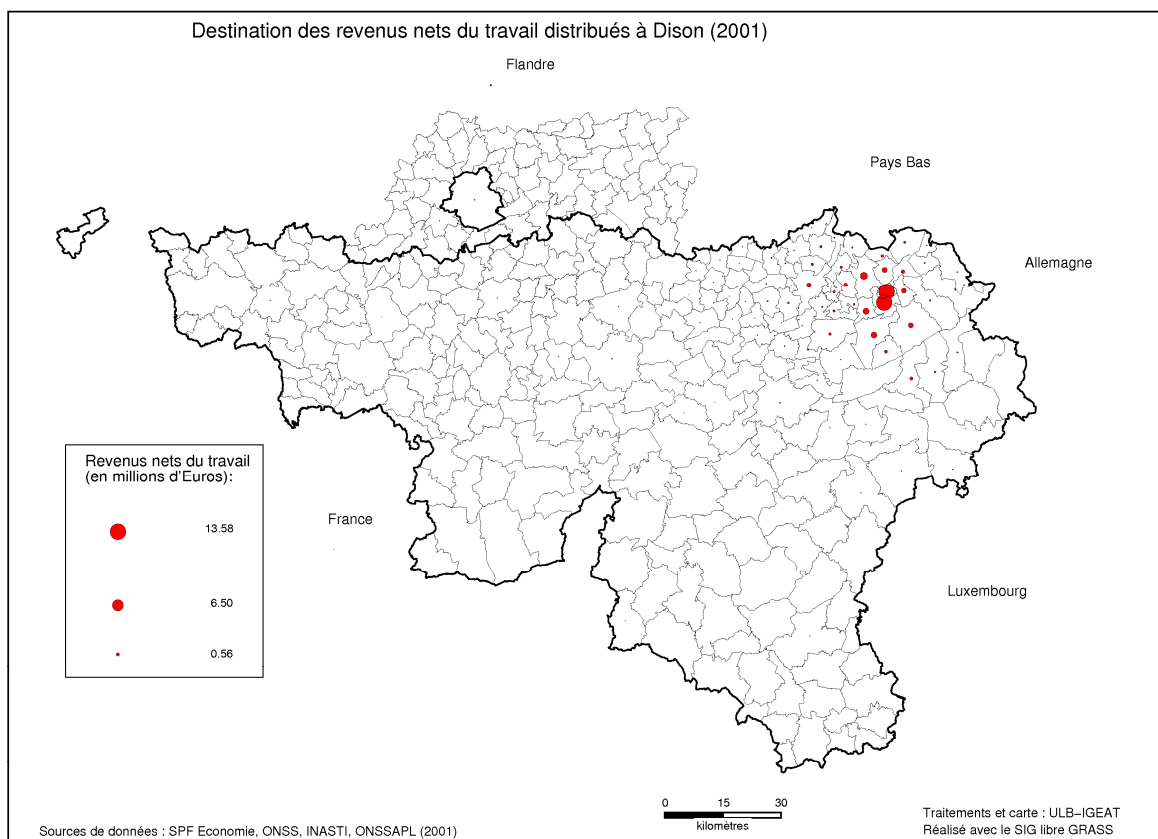 Destination des revenus nets du travail distribués à Dison (2001)
Flandre
Pays Bas
Allemagne
Revenus nets du travail
(en millions d'Euros):
13.58
6.50
0.56
France
Luxembourg
0 15 30
kilomètres
Sources de données : SPF Economie, ONSS, INASTI, ONSSAPL (2001)
Traitements et carte : ULB-IGEAT
Réalisé avec le SIG libre GRASS